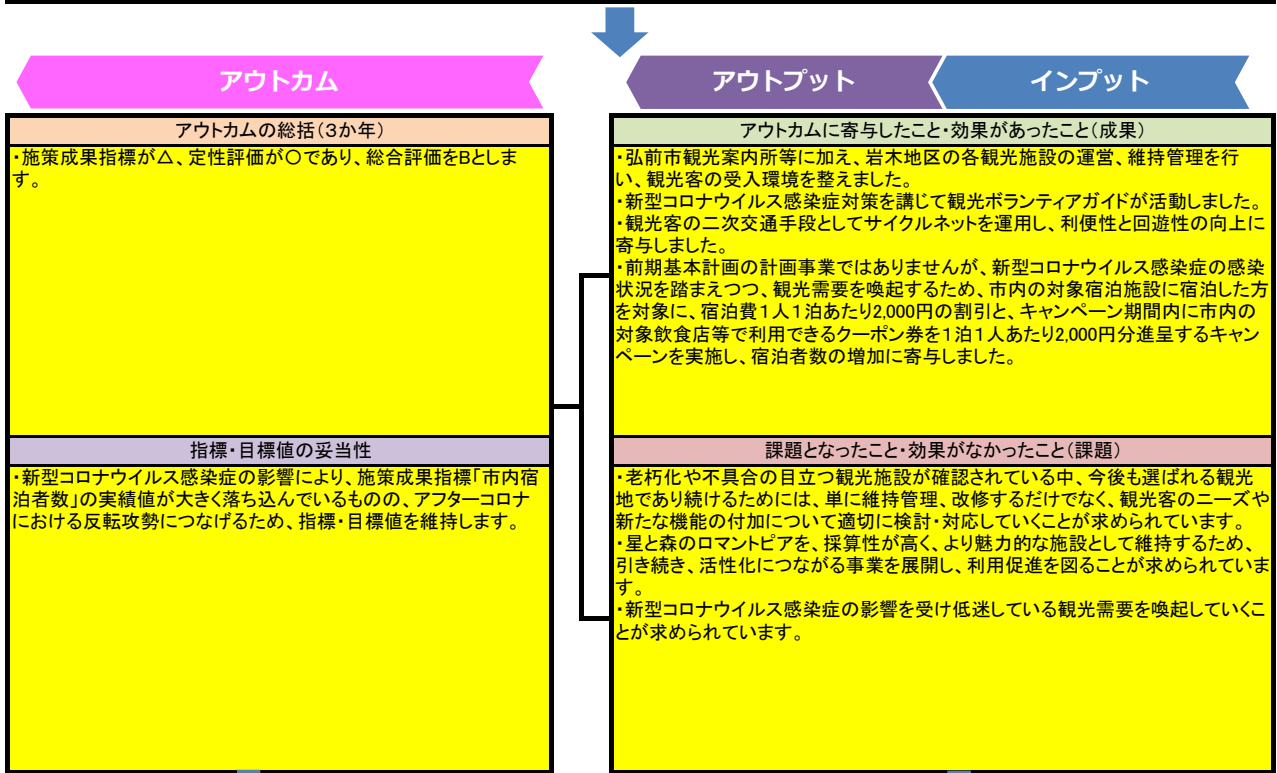 アウトカム
アウトプット
インプット
アウトカムの総括(3か年)
・施策成果指標が△、定性評価が○であり、総合評価をBとしま
す。
指標・目標値の妥当性
・新型コロナウイルス感染症の影響により、施策成果指標「市内宿
泊者数」の実績値が大きく落ち込んでいるものの、アフターコロナ
における反転攻勢につなげるため、指標・目標値を維持します。
アウトカムに寄与したこと・効果があったこと(成果)
・弘前市観光案内所等に加え、岩木地区の各観光施設の運営、維持管理を行
い、観光客の受入環境を整えました。
・新型コロナウイルス感染症対策を講じて観光ボランティアガイドが活動しました。
・観光客の二次交通手段としてサイクルネットを運用し、利便性と回遊性の向上に
寄与しました。
・前期基本計画の計画事業ではありませんが、新型コロナウイルス感染症の感染
状況を踏まえつつ、観光需要を喚起するため、市内の対象宿泊施設に宿泊した方
を対象に、宿泊費1人1泊あたり2,000円の割引と、キャンペーン期間内に市内の
対象飲食店等で利用できるクーポン券を1泊1人あたり2,000円分進呈するキャン
ペーンを実施し、宿泊者数の増加に寄与しました。
課題となったこと・効果がなかったこと(課題)
・老朽化や不具合の目立つ観光施設が確認されている中、今後も選ばれる観光
地であり続けるためには、単に維持管理、改修するだけでなく、観光客のニーズや
新たな機能の付加について適切に検討・対応していくことが求められています。
・星と森のロマントピアを、採算性が高く、より魅力的な施設として維持するため、
引き続き、活性化につながる事業を展開し、利用促進を図ることが求められていま
す。
・新型コロナウイルス感染症の影響を受け低迷している観光需要を喚起していくこ
とが求められています。